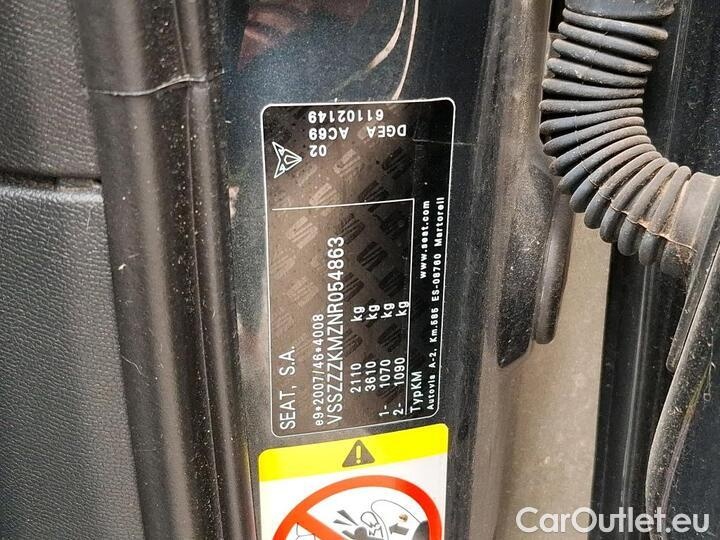 SEAT, S.A.
e9*2007/46*4008
VSSZZZKMZNR054863
2110 kg
3610 kg
1- 1070 kg
2- 1090 kg
TypKM
Autovia A-2, Km.585 ES-08760 Martorell
www.seat.com
61102149
DGEA AC69
02
CarOutlet.eu